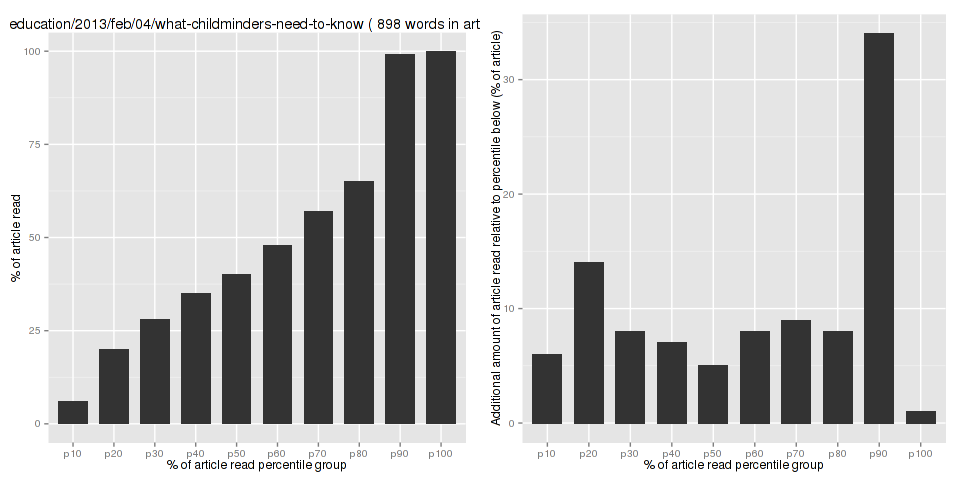 education/2013/feb/04/what-childminders-need-to-know ( 898 words in art
% of article read
100
75
50
25
0
p10 p20 p30 p40 p50 p60 p70 p80 p90 p100
% of article read percentile group
Additional amount of article read relative to percentile below (% of article)
30
20
10
0
p10 p20 p30 p40 p50 p60 p70 p80 p90 p100
% of article read percentile group